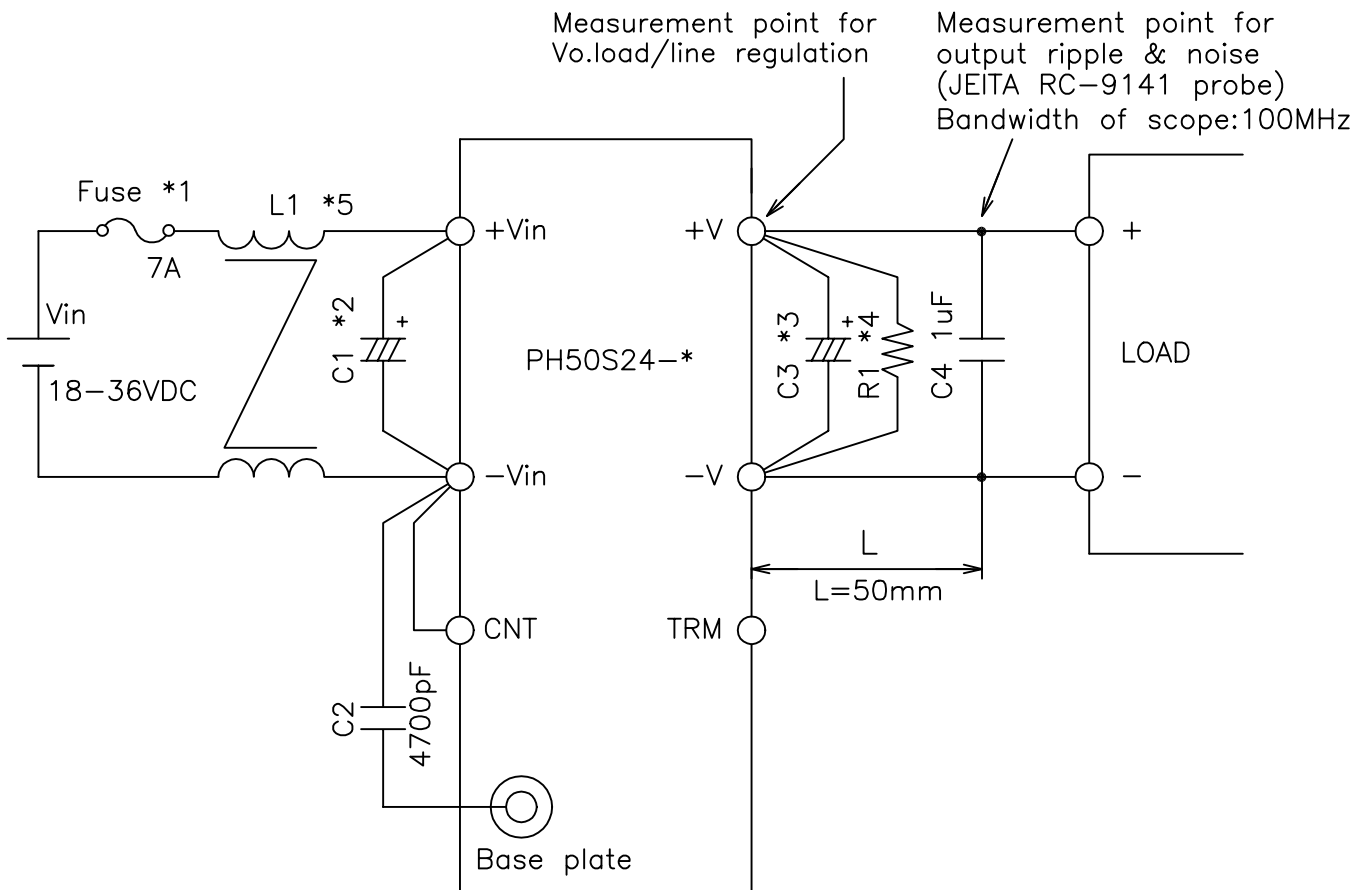 Measurement point for
Vo.load/line regulation
Measurement point for
output ripple & noise
(JEITA RC-9141 probe)
Bandwidth of scope:100MHz
Fuse *1
7A
L1 *5
Vin
18-36VDC
C1 *2
+
+Vin
-Vin
CNT
PH50S24-*
+V
-V
TRM
C3 *3
+
R1 *4
C4 1uF
+
LOAD
-
L
L=50mm
C2
4700pF
Base plate